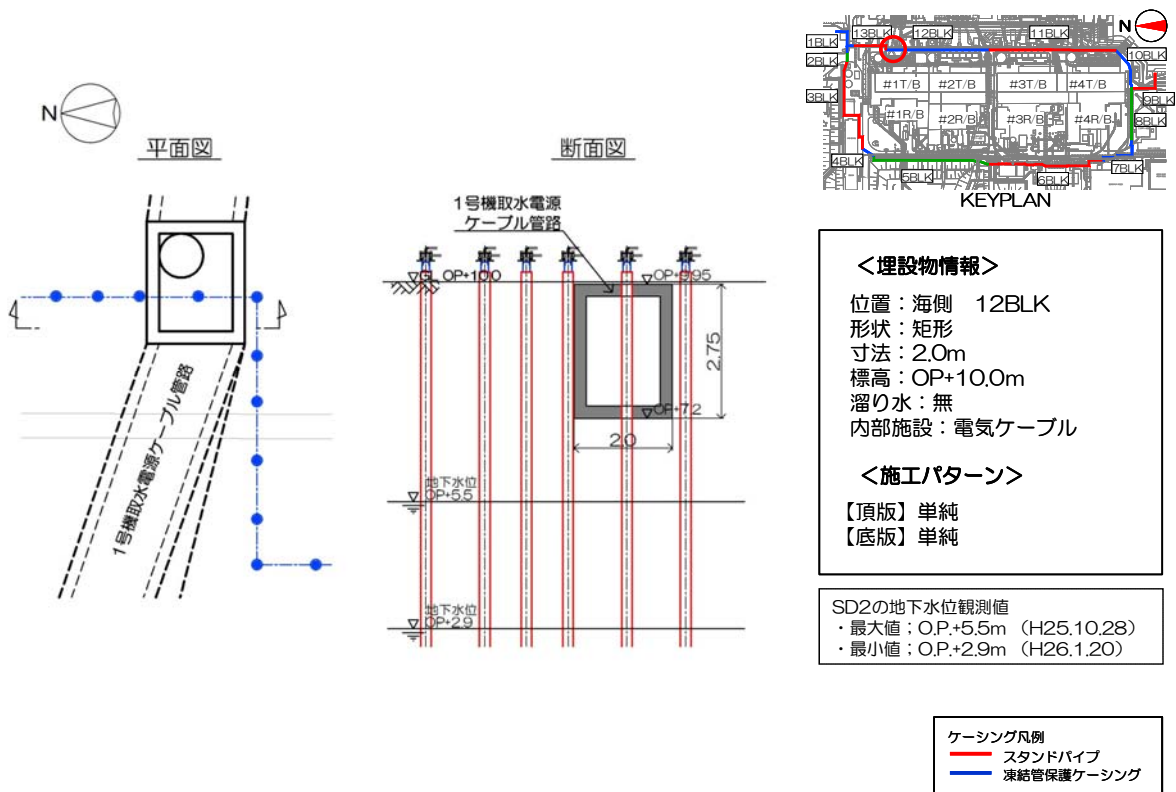 N
平面図
1号機取水電源ケーブル管路
断面図
1号機取水電源
ケーブル管路
GL OP+10.0
OP+9.95
2.75
OP+7.2
2.0
地下水位
OP+5.5
地下水位
OP+2.9
N
1BLK
13BLK
12BLK
11BLK
2BLK
10BLK
3BLK
#1T/B
#2T/B
#3T/B
#4T/B
9BLK
#1R/B
#2R/B
#3R/B
#4R/B
8BLK
4BLK
5BLK
6BLK
7BLK
KEYPLAN
＜埋設物情報＞
位置：海側　12BLK
形状：矩形
寸法：2.0m
標高：OP+10.0m
溜り水：無
内部施設：電気ケーブル
＜施工パターン＞
【頂版】単純
【底版】単純
SD2の地下水位観測値
・最大値；O.P.+5.5m （H25.10.28）
・最小値；O.P.+2.9m （H26.1.20）
ケーシング凡例
スタンドパイプ
凍結管保護ケーシング